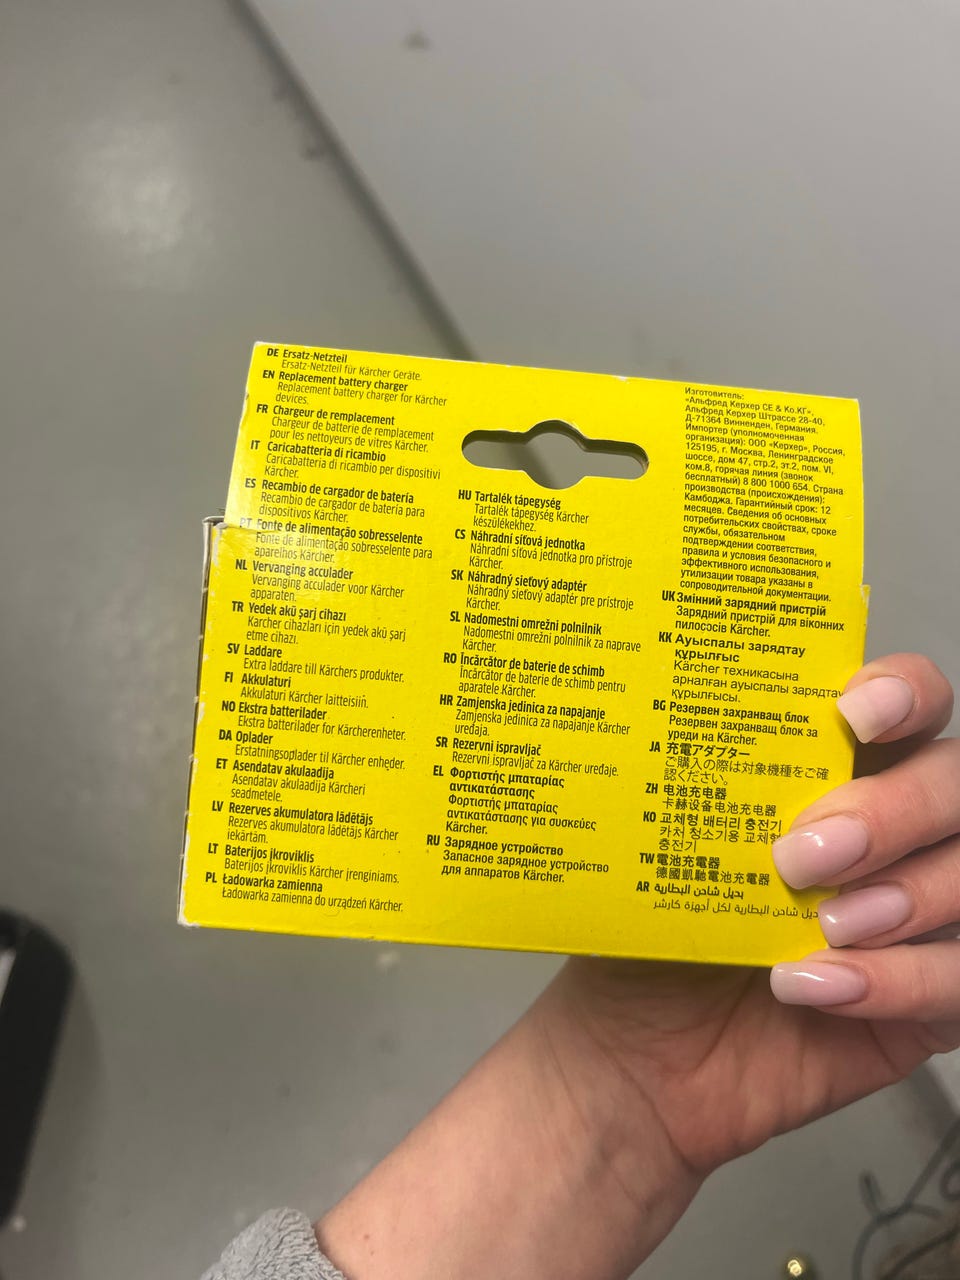 DE Ersatz-Netzteil
Ersatz-Netzteil für Kärcher Geräte.
EN Replacement battery charger
Replacement battery charger for Kärcher
devices.
FR Chargeur de remplacement
Chargeur de batterie de remplacement
pour les nettoyeurs de vitres Kärcher.
IT Caricabatteria di ricambio
Caricabatteria di ricambio per dispositivi
Kärcher.
ES Recambio de cargador de batería
Recambio de cargador de batería para
dispositivos Kärcher.
PT Fonte de alimentação sobresselente
Fonte de alimentação sobresselente para
aparelhos Kärcher.
NL Vervanging acculader
Vervanging acculader voor Kärcher
apparaten.
TR Yedek akü şarj cihazı
Karcher cihazları için yedek akü şarj
etme cihazı.
SV Laddare
Extra laddare till Kärchers produkter.
FI Akkulaturi
Akkulaturi Kärcher laitteisiin.
NO Ekstra batterilader
Ekstra batterilader for Kärcherenheter.
DA Oplader
Erstatningsoplader til Kärcher enheder.
ET Asendatav akulaadija
Asendatav akulaadija Kärcheri
seadmetele.
LV Rezerves akumulatora lādētājs
Rezerves akumulatora lādētājs Kärcher
iekārtām.
LT Baterijos įkroviklis
Baterijos įkroviklis Kärcher įrenginiams.
PL Ładowarka zamienna
Ładowarka zamienna do urządzeń Kärcher.
HU Tartalék tápegység
Tartalék tápegység Kärcher
készülékekhez.
CS Náhradní síťová jednotka
Náhradní síťová jednotka pro přístroje
Kärcher.
SK Náhradný sieťový adaptér
Náhradný sieťový adaptér pre prístroje
Kärcher.
SL Nadomestni omrežni polnilnik
Nadomestni omrežni polnilnik za naprave
Kärcher.
RO Încărcător de baterie de schimb
Încărcător de baterie de schimb pentru
aparatele Kärcher.
HR Zamjenska jedinica za napajanje
Zamjenska jedinica za napajanje Kärcher
uređaja.
SR Rezervni ispravljač
Rezervni ispravljač za Kärcher uređaje.
EL Φορτιστής μπαταρίας
αντικατάστασης
Φορτιστής μπαταρίας
αντικατάστασης για συσκευές
Kärcher.
RU Зарядное устройство
Запасное зарядное устройство
для аппаратов Kärcher.
Изготовитель:
«Альфред Керхер СЕ & Ко.КГ»,
Альфред Керхер Штрассе 28-40,
Д-71364 Винненден, Германия.
Импортер (уполномоченная
организация): ООО «Керхер», Россия,
125195, г. Москва, Ленинградское
шоссе, дом 47, стр.2, эт.2, пом. VI,
ком.8, горячая линия (звонок
бесплатный) 8 800 1000 654. Страна
производства (происхождения):
Камбоджа. Гарантийный срок: 12
месяцев. Сведения об основных
потребительских свойствах, сроке
службы, обязательном
подтверждении соответствия,
правила и условия безопасного и
эффективного использования,
утилизации товара указаны в
сопроводительной документации.
UK Змінний зарядний пристрій
Зарядний пристрій для віконних
пилососів Kärcher.
KK Ауыспалы зарядтау
құрылғыс
Kärcher техникасына
арналған ауыспалы зарядтау
құрылғысы.
BG Резервен захранващ блок
Резервен захранващ блок за
уреди на Kärcher.
JA 充電アダプター
ご購入の際は対象機種をご確
認ください。
ZH 电池充电器
卡赫设备电池充电器
KO 교체형 배터리 충전기
카처 청소기용 교체형
충전기
TW 電池充電器
德國凱馳電池充電器
AR بديل شاحن البطارية
بديل شاحن البطارية لكل أجهزة كارشر